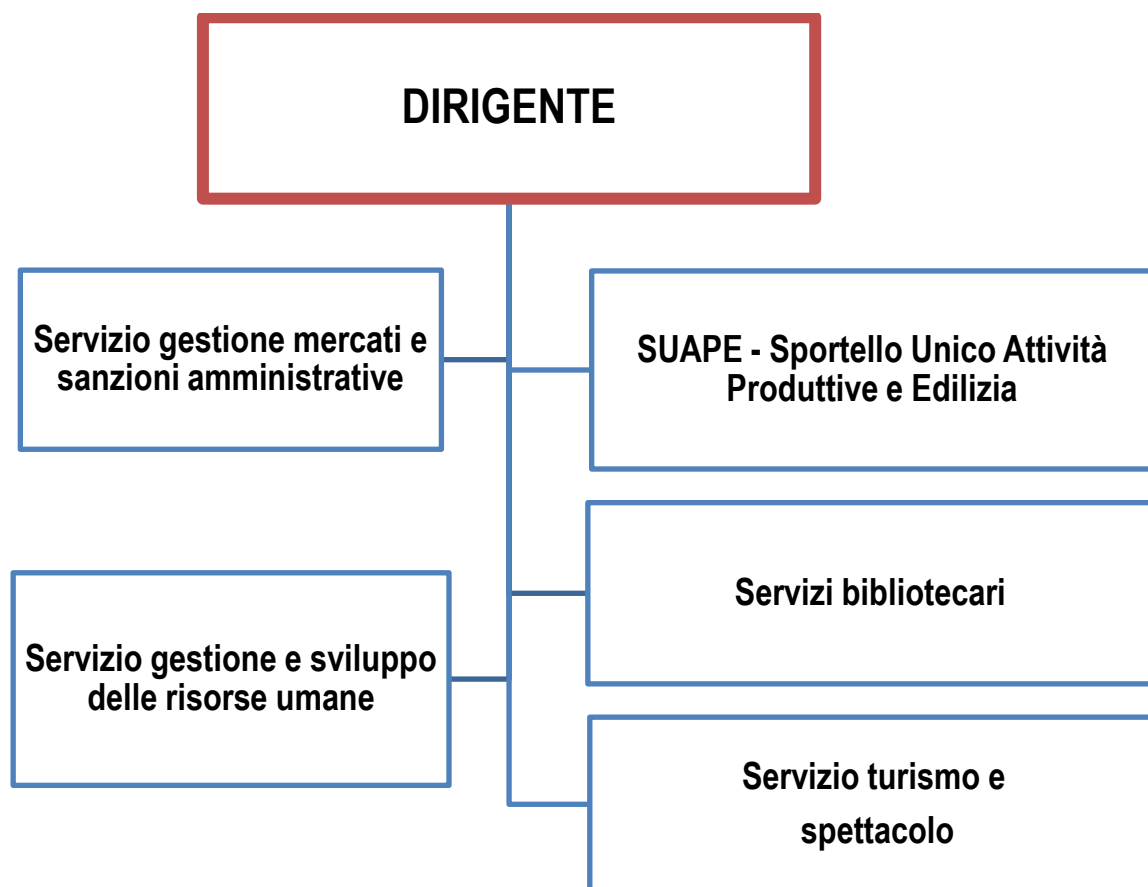 DIRIGENTE
Servizio gestione mercati e
sanzioni amministrative
SUAPE - Sportello Unico Attività
Produttive e Edilizia
Servizi bibliotecari
Servizio gestione e sviluppo
delle risorse umane
Servizio turismo e
spettacolo